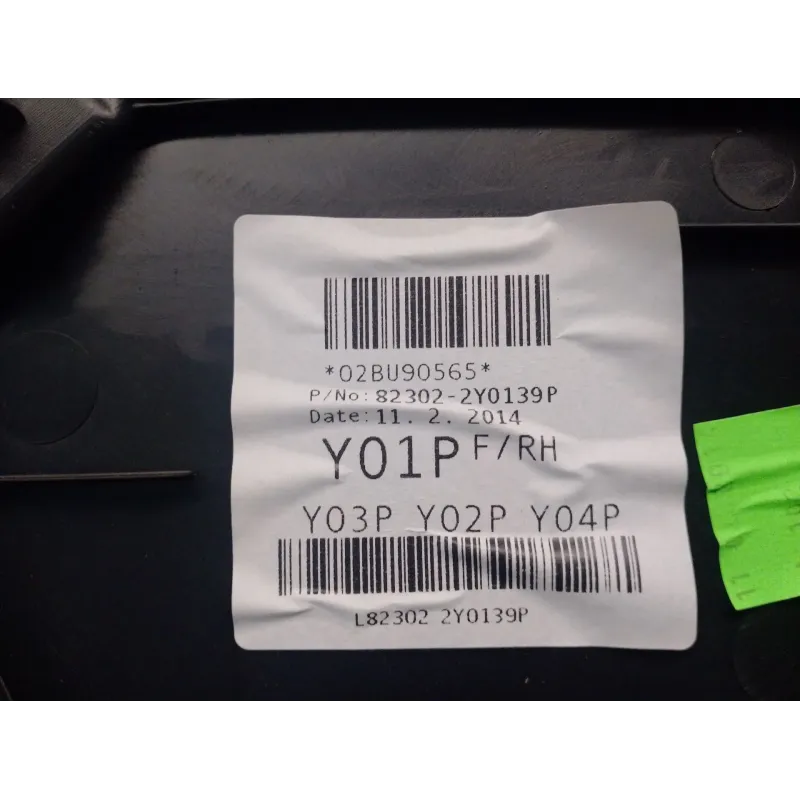 *02BU90565*
P/No: 82302-2Y0139P
Date: 11. 2. 2014
Y01P F/RH
Y03P Y02P Y04P
L82302 2Y0139P